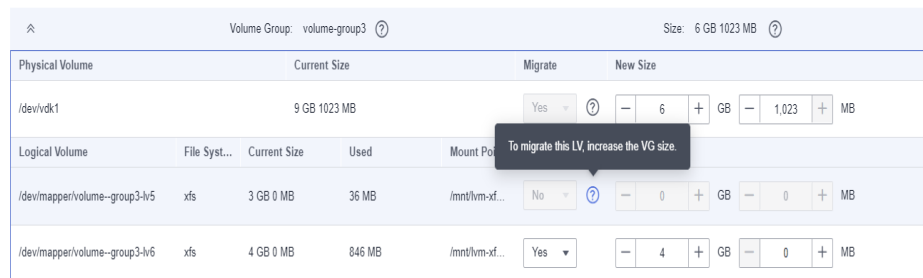 Volume Group: volume-group3 Size: 6 GB 1023 MB
Physical Volume Current Size Migrate New Size
/dev/vdk1 9 GB 1023 MB Yes − 6 + GB − 1,023 + MB
To migrate this LV, increase the VG size.
Logical Volume File Syst... Current Size Used Mount Poi
/dev/mapper/volume--group3-lv5 xfs 3 GB 0 MB 36 MB /mnt/lvm-xf... No ? − 0 + GB − 0 + MB
/dev/mapper/volume--group3-lv6 xfs 4 GB 0 MB 846 MB /mnt/lvm-xf... Yes − 4 + GB − 0 + MB